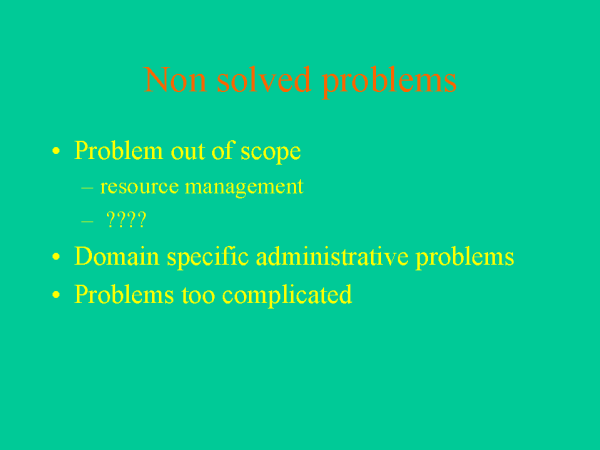 Non solved problems
• Problem out of scope
– resource management
– ????
• Domain specific administrative problems
• Problems too complicated